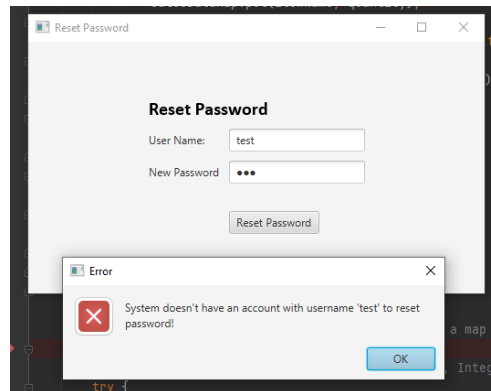 Reset Password
Reset Password
User Name:
test
New Password
●●●
Reset Password
Error
System doesn't have an account with username 'test' to reset
password!
a map
OK
, Integ
try {